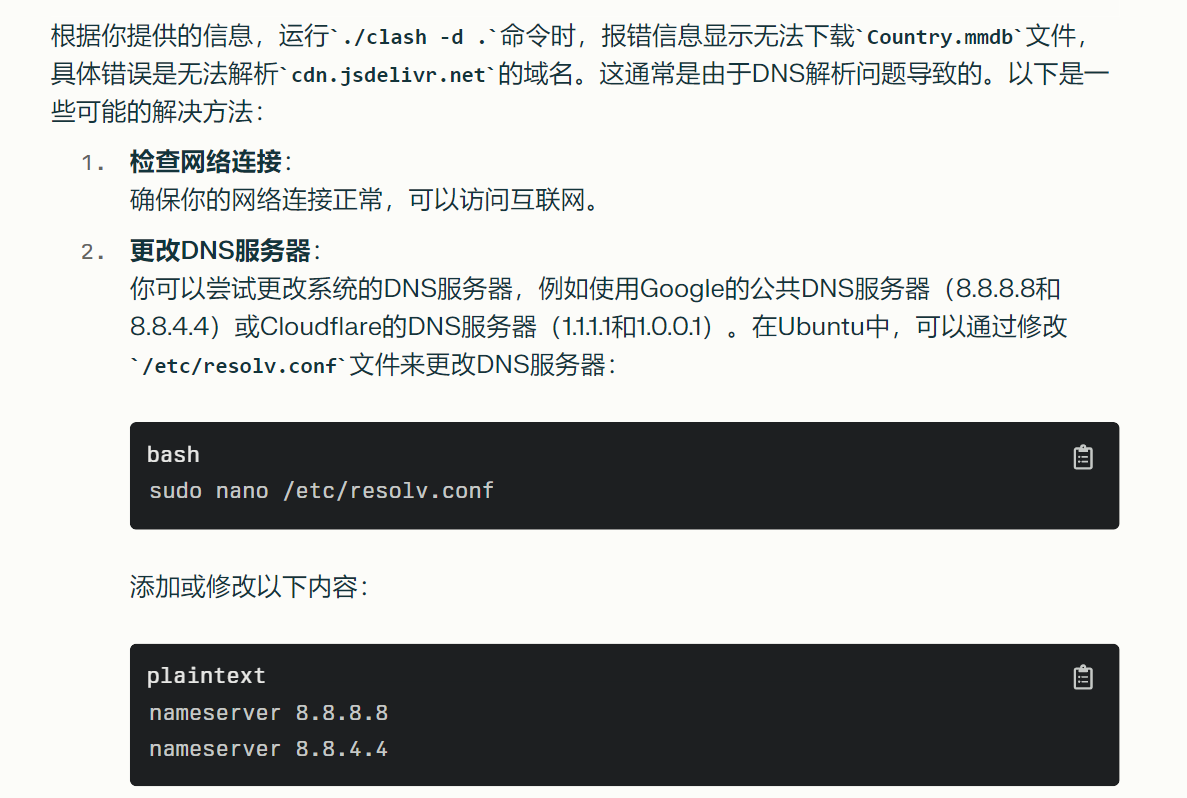 根据你提供的信息，运行`./clash -d .`命令时，报错信息显示无法下载`Country.mmdb`文件，
具体错误是无法解析`cdn.jsdelivr.net`的域名。这通常是由于DNS解析问题导致的。以下是一
些可能的解决方法：
1. 检查网络连接：
确保你的网络连接正常，可以访问互联网。
2. 更改DNS服务器：
你可以尝试更改系统的DNS服务器，例如使用Google的公共DNS服务器（8.8.8.8和
8.8.4.4）或Cloudflare的DNS服务器（1.1.1.1和1.0.0.1）。在Ubuntu中，可以通过修改
`/etc/resolv.conf`文件来更改DNS服务器：
bash
sudo nano /etc/resolv.conf
添加或修改以下内容：
plaintext
nameserver 8.8.8.8
nameserver 8.8.4.4